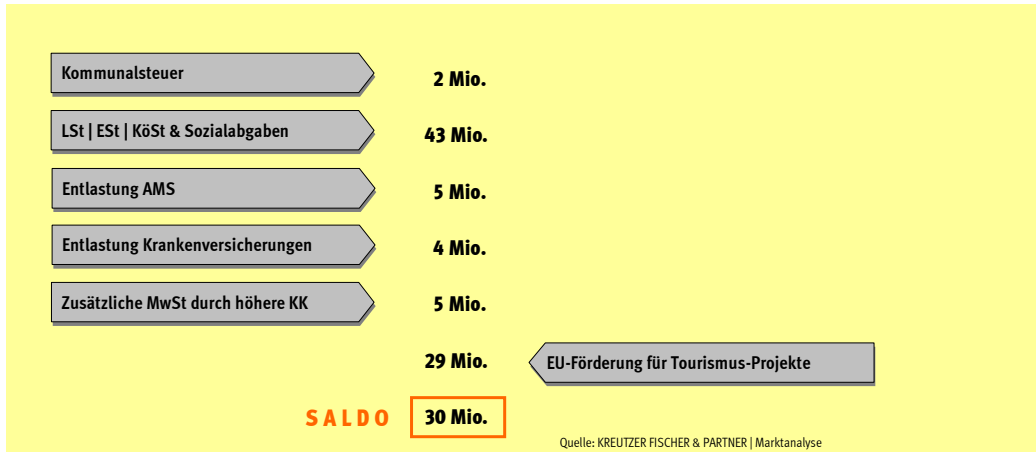 Kommunalsteuer 2 Mio.
LSt | ESt | KöSt & Sozialabgaben 43 Mio.
Entlastung AMS 5 Mio.
Entlastung Krankenversicherungen 4 Mio.
Zusätzliche MwSt durch höhere KK 5 Mio.
29 Mio. EU-Förderung für Tourismus-Projekte
SALDO 30 Mio.
Quelle: KREUTZER FISCHER & PARTNER | Marktanalyse